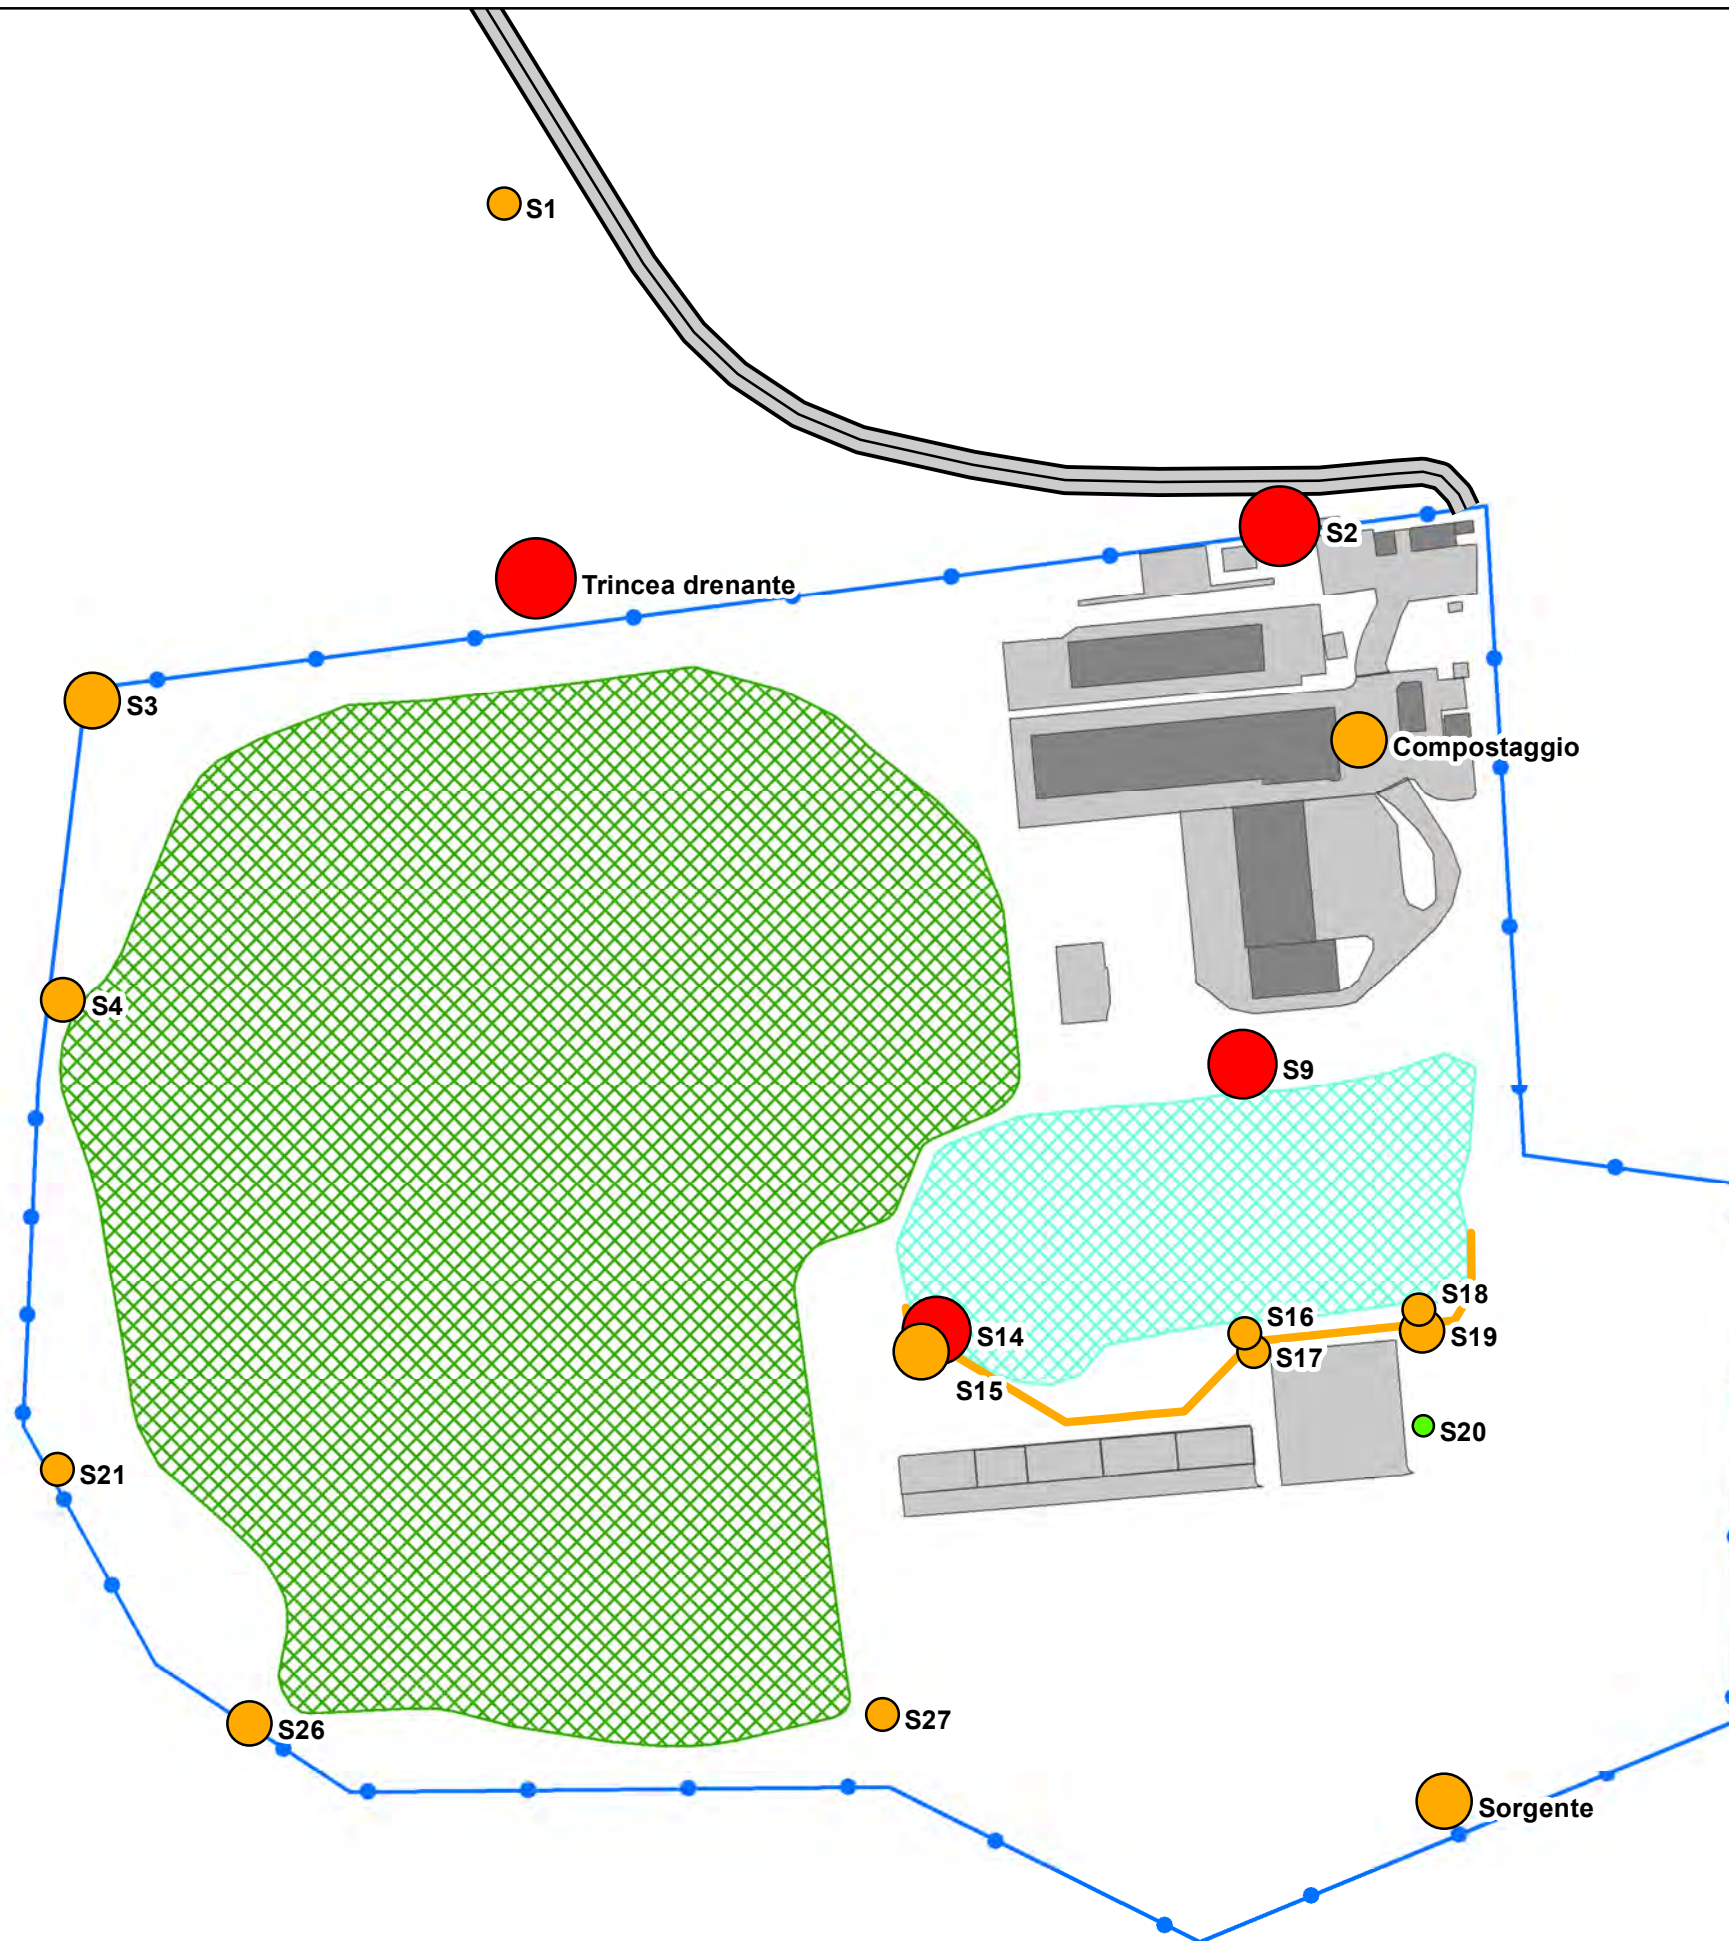 S1
S2
Trincea drenante
S3
Compostaggio
S4
S9
S18
S16
S14
S19
S17
S15
S20
S21
S27
S26
Sorgente